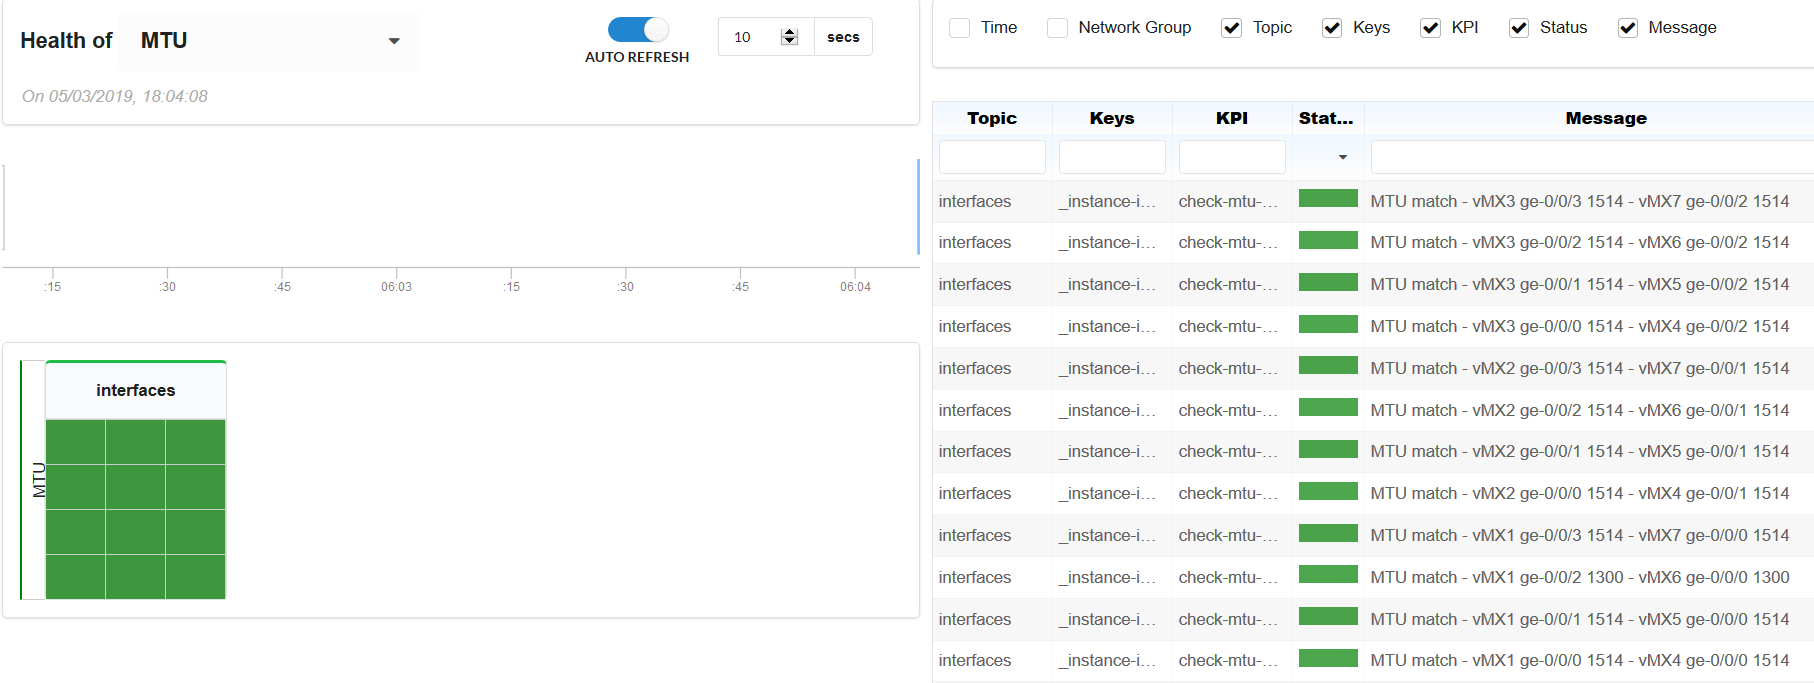 Health of MTU
AUTO REFRESH
10 secs
On 05/03/2019, 18:04:08
:15 :30 :45 06:03 :15 :30 :45 06:04
interfaces
MTU
Time Network Group Topic Keys KPI Status Message
Topic Keys KPI Stat... Message
interfaces _instance-i... check-mtu-... MTU match - vMX3 ge-0/0/3 1514 - vMX7 ge-0/0/2 1514
interfaces _instance-i... check-mtu-... MTU match - vMX3 ge-0/0/2 1514 - vMX6 ge-0/0/2 1514
interfaces _instance-i... check-mtu-... MTU match - vMX3 ge-0/0/1 1514 - vMX5 ge-0/0/2 1514
interfaces _instance-i... check-mtu-... MTU match - vMX3 ge-0/0/0 1514 - vMX4 ge-0/0/2 1514
interfaces _instance-i... check-mtu-... MTU match - vMX2 ge-0/0/3 1514 - vMX7 ge-0/0/1 1514
interfaces _instance-i... check-mtu-... MTU match - vMX2 ge-0/0/2 1514 - vMX6 ge-0/0/1 1514
interfaces _instance-i... check-mtu-... MTU match - vMX2 ge-0/0/1 1514 - vMX5 ge-0/0/1 1514
interfaces _instance-i... check-mtu-... MTU match - vMX2 ge-0/0/0 1514 - vMX4 ge-0/0/1 1514
interfaces _instance-i... check-mtu-... MTU match - vMX1 ge-0/0/3 1514 - vMX7 ge-0/0/0 1514
interfaces _instance-i... check-mtu-... MTU match - vMX1 ge-0/0/2 1300 - vMX6 ge-0/0/0 1300
interfaces _instance-i... check-mtu-... MTU match - vMX1 ge-0/0/1 1514 - vMX5 ge-0/0/0 1514
interfaces _instance-i... check-mtu-... MTU match - vMX1 ge-0/0/0 1514 - vMX4 ge-0/0/0 1514